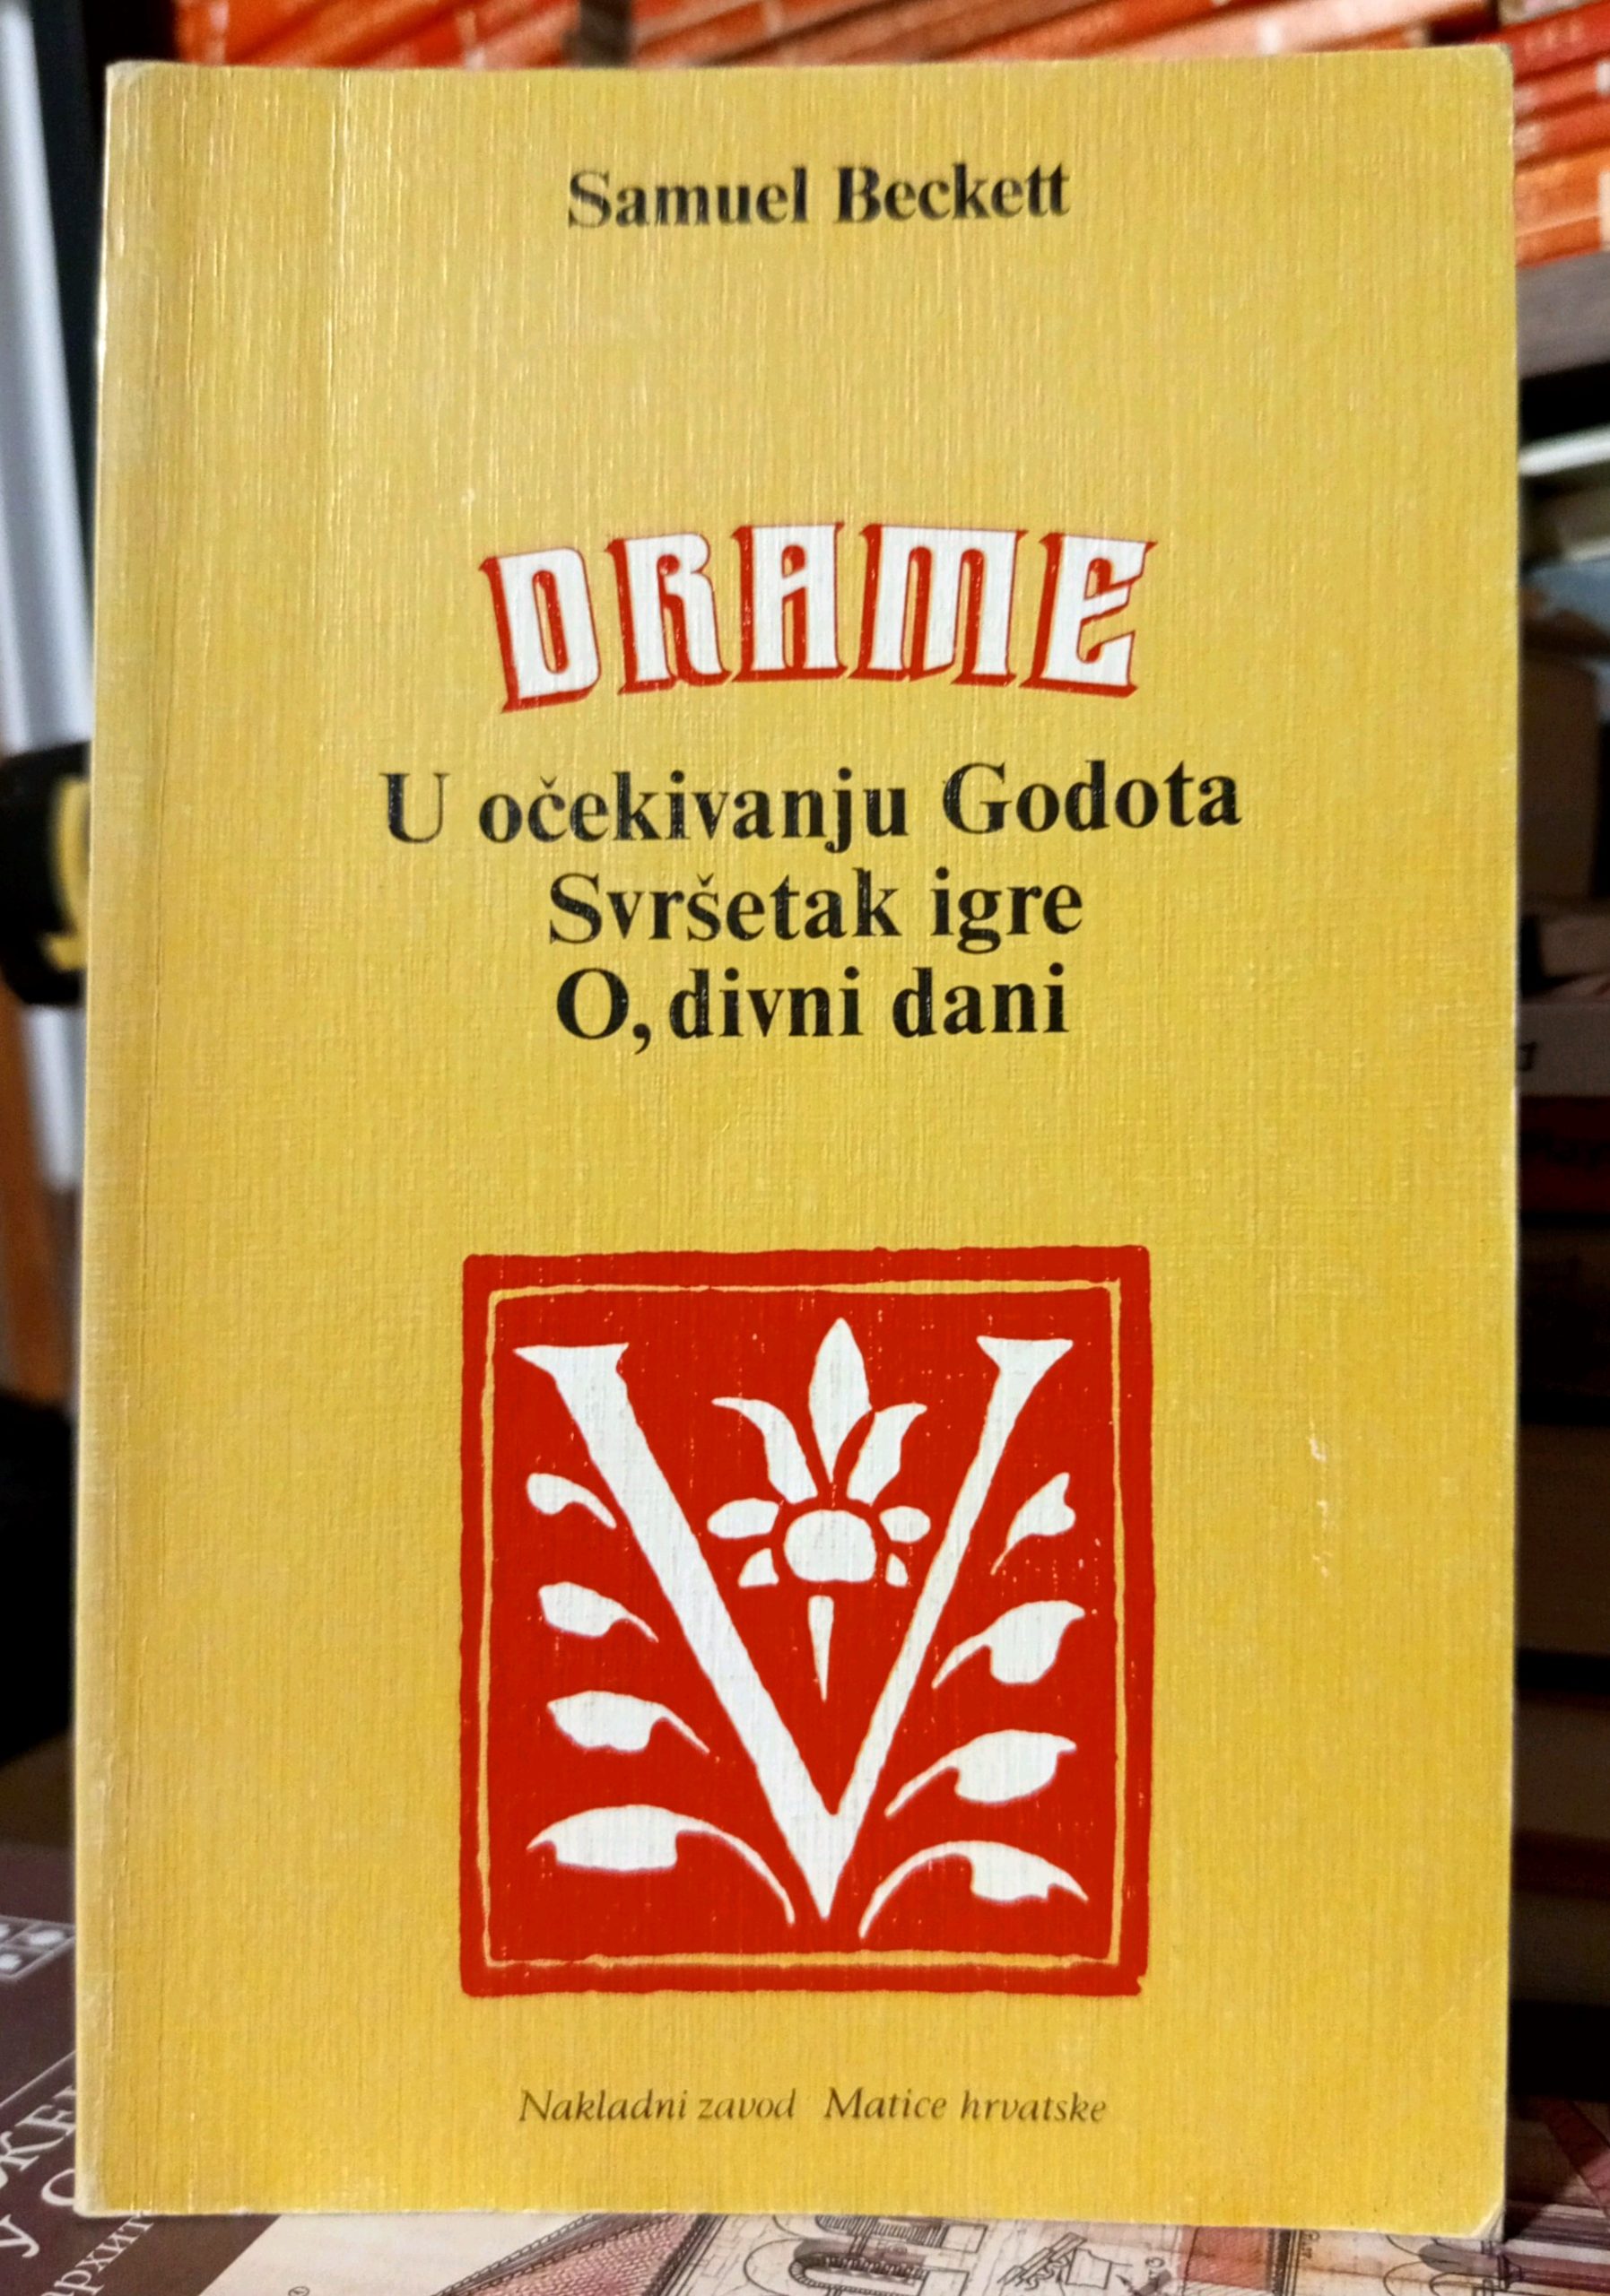 Samuel Beckett
DRAME
U očekivanju Godota
Svršetak igre
O, divni dani
V
Nakladni zavod Matice hrvatske